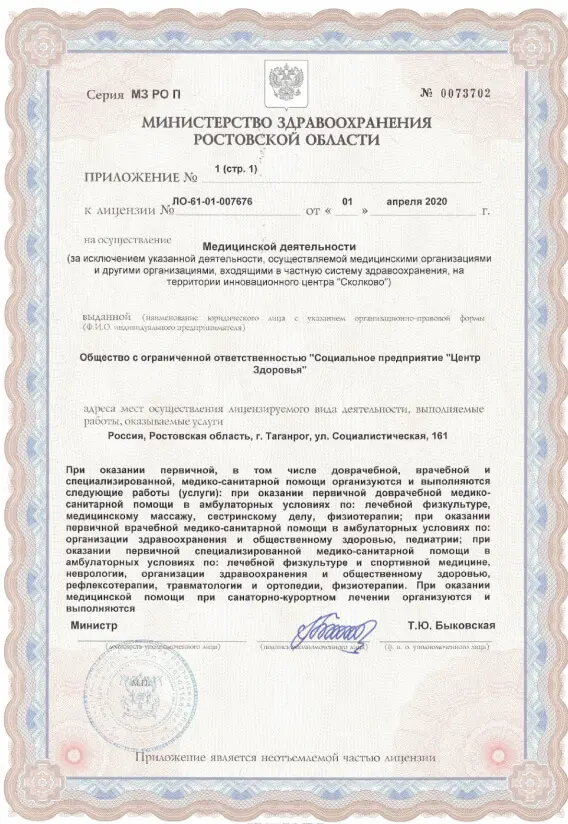 Серия МЗ РО П
№ 0073702
МИНИСТЕРСТВО ЗДРАВООХРАНЕНИЯ
РОСТОВСКОЙ ОБЛАСТИ
ПРИЛОЖЕНИЕ № 1 (стр. 1)
к лицензии № ЛО-61-01-007676 от « 01 » апреля 2020 г.
на осуществление Медицинской деятельности
(за исключением указанной деятельности, осуществляемой медицинскими организациями
и другими организациями, входящими в частную систему здравоохранения, на
территории инновационного центра "Сколково")
выданной (наименование юридического лица с указанием организационно-правовой формы
(Ф.И.О. индивидуального предпринимателя)
Общество с ограниченной ответственностью "Социальное предприятие "Центр
Здоровья"
адреса мест осуществления лицензируемого вида деятельности, выполняемые
работы, оказываемые услуги
Россия, Ростовская область, г. Таганрог, ул. Социалистическая, 161
При оказании первичной, в том числе доврачебной, врачебной и
специализированной, медико-санитарной помощи организуются и выполняются
следующие работы (услуги): при оказании первичной доврачебной медико-
санитарной помощи в амбулаторных условиях по: лечебной физкультуре,
медицинскому массажу, сестринскому делу, физиотерапии; при оказании
первичной врачебной медико-санитарной помощи в амбулаторных условиях по:
организации здравоохранения и общественному здоровью, педиатрии; при
оказании первичной специализированной медико-санитарной помощи в
амбулаторных условиях по: лечебной физкультуре и спортивной медицине,
неврологии, организации здравоохранения и общественному здоровью,
рефлексотерапии, травматологии и ортопедии, физиотерапии. При оказании
медицинской помощи при санаторно-курортном лечении организуются и
выполняются
Министр
Т.Ю. Быковская
(должность уполномоченного лица)
(подпись уполномоченного лица)
(ф. и. о. уполномоченного лица)
М.П.
Приложение является неотъемлемой частью лицензии